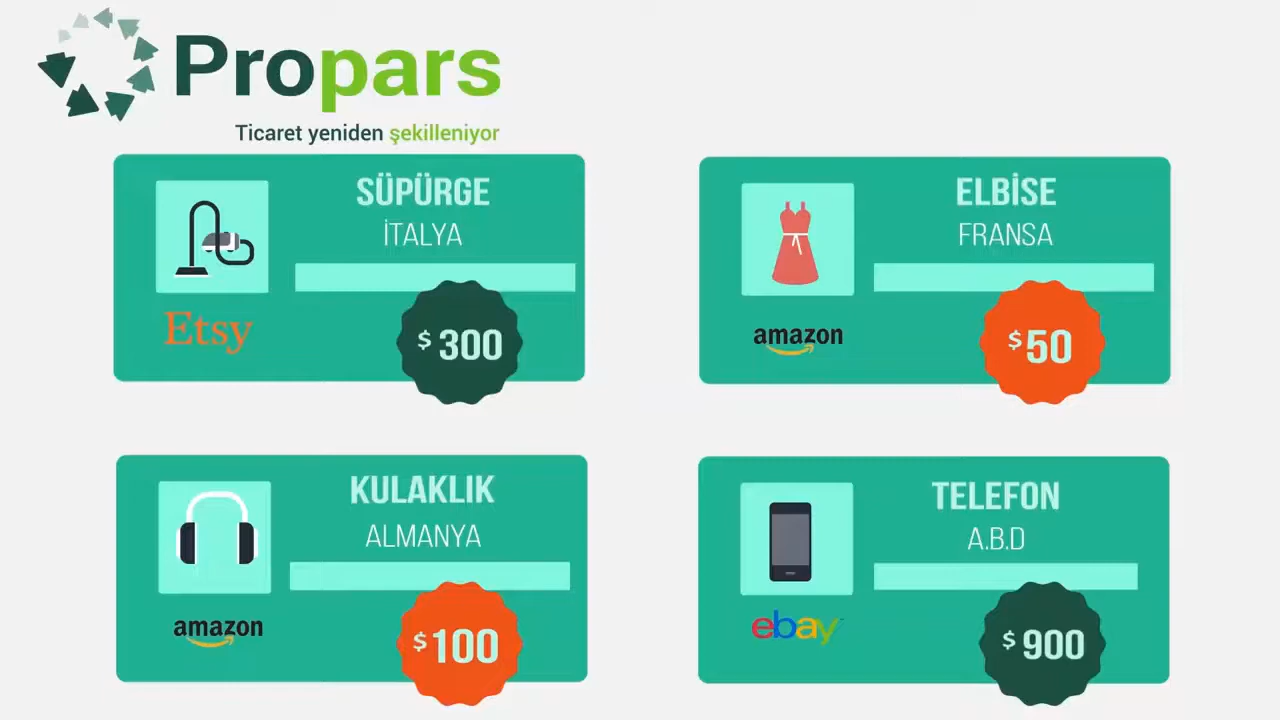 Propars
Ticaret yeniden şekilleniyor
SÜPÜRGE
İTALYA
Etsy
$ 300
ELBİSE
FRANSA
amazon
$50
KULAKLIK
ALMANYA
amazon
$100
TELEFON
A.B.D
ebay
$ 900